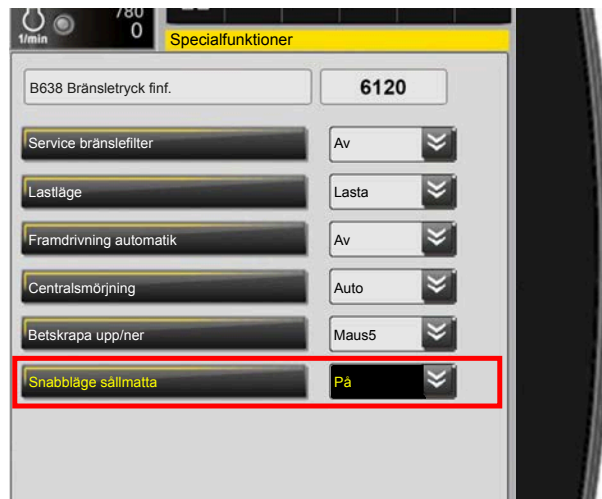 780
1/min 0
Specialfunktioner
B638 Bränsletryck finf. 6120
Service bränslefilter Av
Lastläge Lasta
Framdrivning automatik Av
Centralsmörjning Auto
Betskrapa upp/ner Maus5
Snabbläge sållmatta På